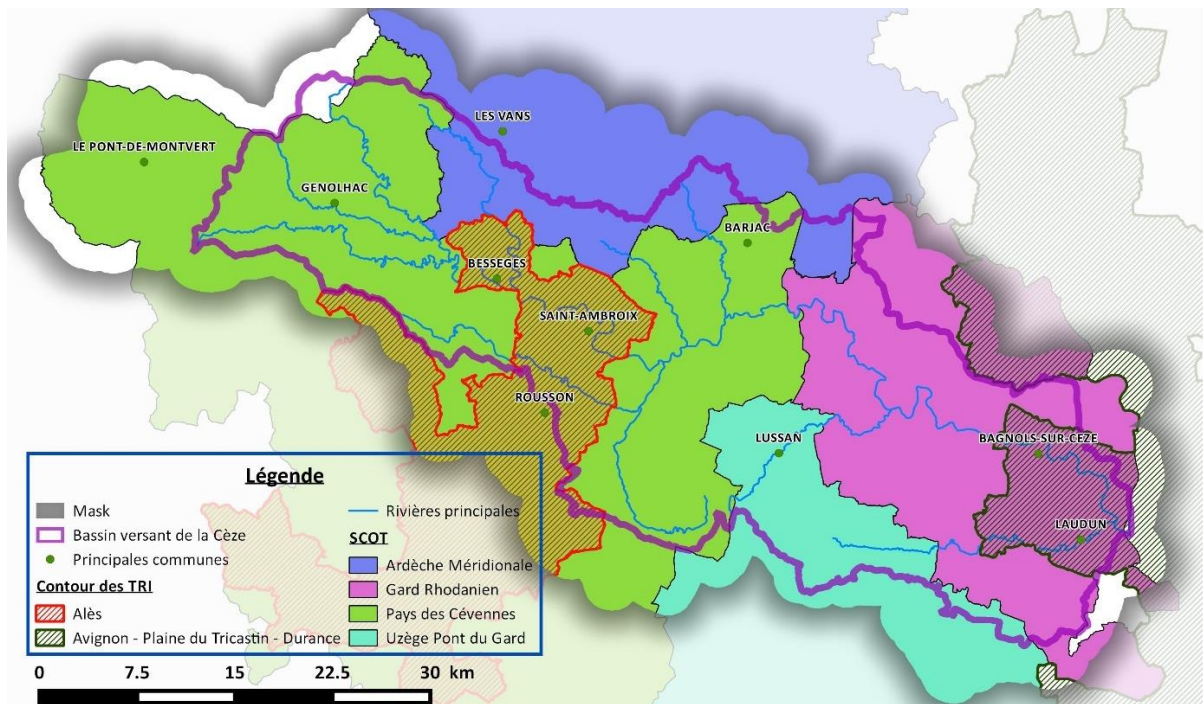 LES VANS
LE PONT-DE-MONTVERT
GENOLHAC
BARJAC
BESSEGES
SAINT-AMBROIX
ROUSSON
LUSSAN
BAGNOLS-SUR-CEZE
LAUDUN
Légende
Mask
Bassin versant de la Cèze
Principales communes
Contour des TRI
Alès
Avignon - Plaine du Tricastin - Durance
Rivières principales
SCOT
Ardèche Méridionale
Gard Rhodanien
Pays des Cévennes
Uzège Pont du Gard
0 7.5 15 22.5 30 km